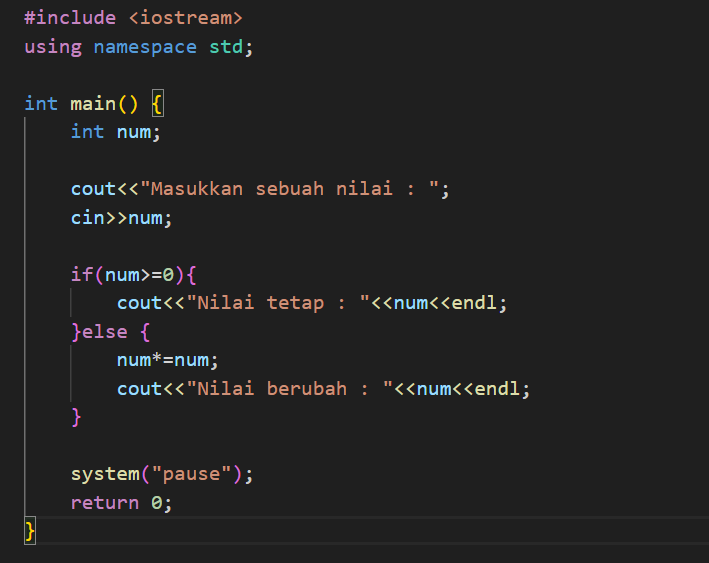 #include <iostream>
using namespace std;
int main() {
int num;
cout<<"Masukkan sebuah nilai : ";
cin>>num;
if(num>=0){
cout<<"Nilai tetap : "<<num<<endl;
}else {
num*=num;
cout<<"Nilai berubah : "<<num<<endl;
}
system("pause");
return 0;
}